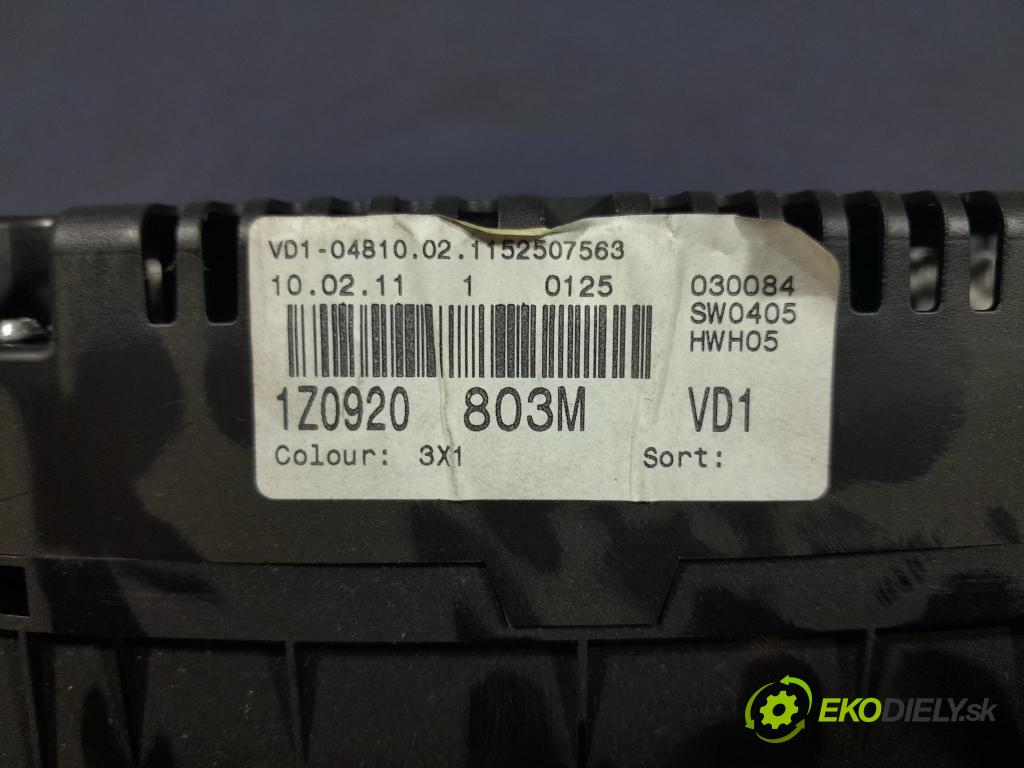 VD1-04810.02.1152507563
10.02.11 1 0125 030084
SW0405
HWH05
1Z0920 803M VD1
Colour: 3X1 Sort:
EKODIELY.sk